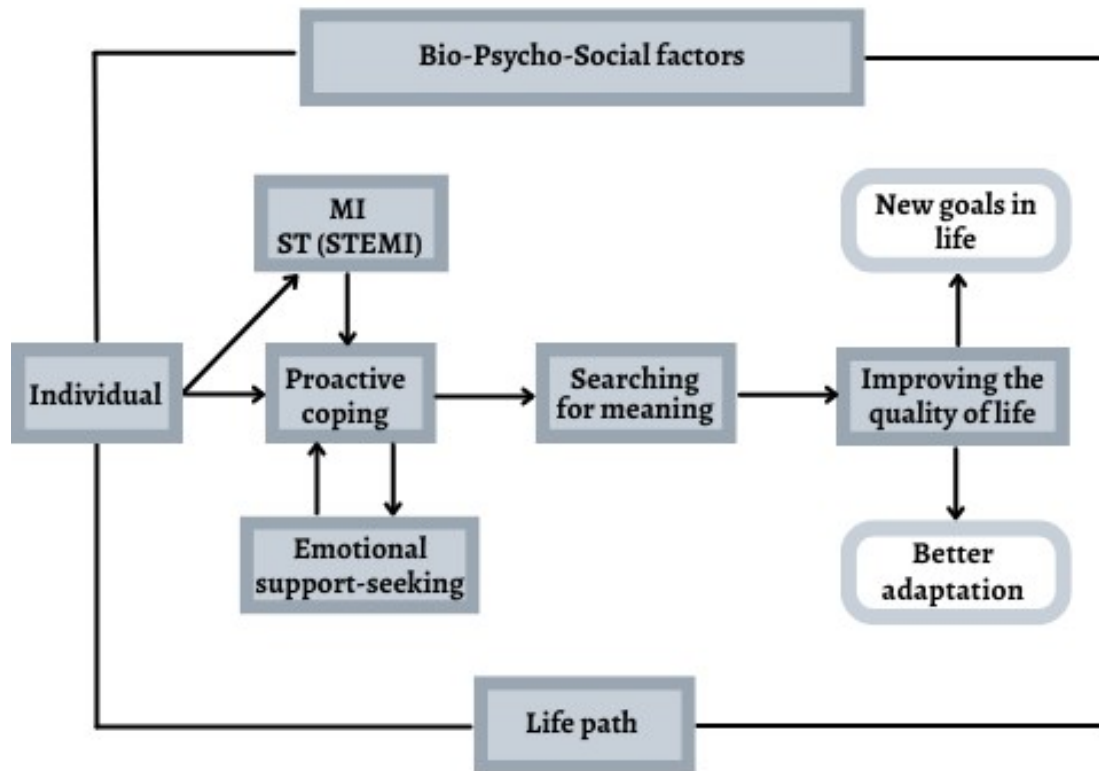 Bio-Psycho-Social factors
MI
ST (STEMI)
New goals in
life
Individual
Proactive
coping
Searching
for meaning
Improving the
quality of life
Emotional
support-seeking
Better
adaptation
Life path